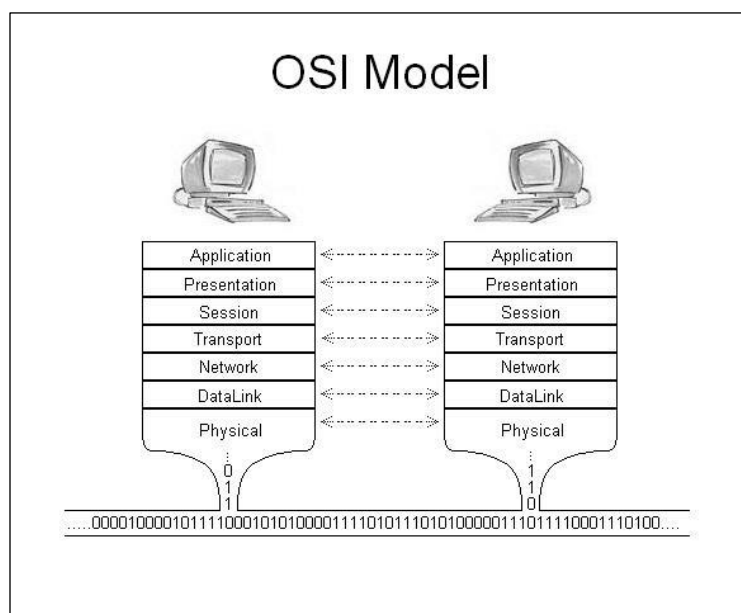 OSI Model
Application Application
Presentation Presentation
Session Session
Transport Transport
Network Network
DataLink DataLink
Physical Physical
: :
0 1
1 1
1 0
.....0000100001011110001010100001111010111010100000111011110001110100....